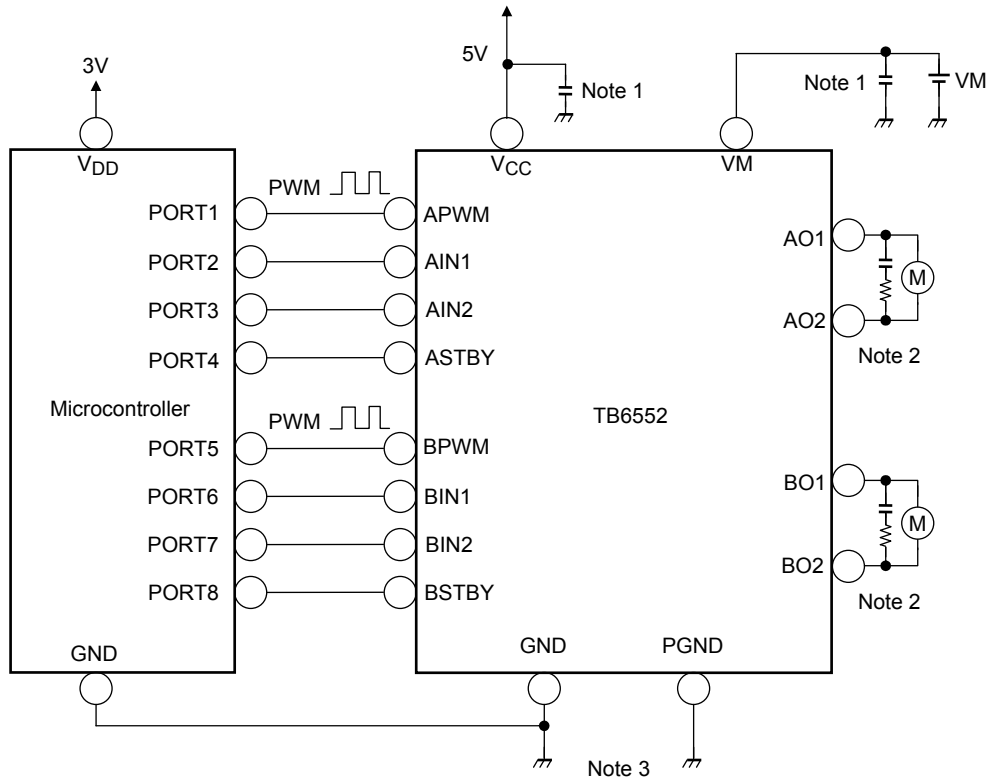 5V
Note 1
Note 1
VM
3V
VDD
VCC
VM
PWM
PORT1
APWM
PORT2
AIN1
PORT3
AIN2
PORT4
ASTBY
AO1
M
AO2
Note 2
Microcontroller
PWM
TB6552
PORT5
BPWM
PORT6
BIN1
PORT7
BIN2
PORT8
BSTBY
BO1
M
BO2
Note 2
GND
GND
PGND
Note 3